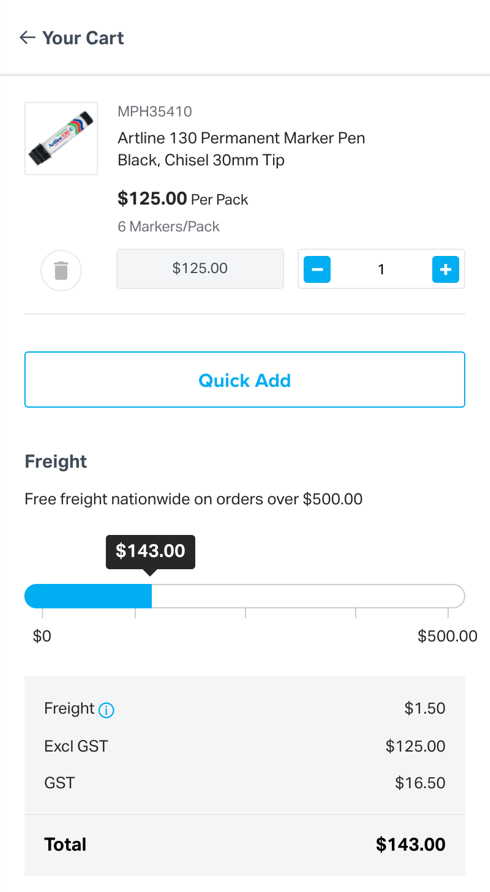 ← Your Cart
MPH35410
Artline 130 Permanent Marker Pen
Black, Chisel 30mm Tip
$125.00 Per Pack
6 Markers/Pack
$125.00
− 1 +
Quick Add
Freight
Free freight nationwide on orders over $500.00
$143.00
$0 $500.00
Freight $1.50
Excl GST $125.00
GST $16.50
Total $143.00